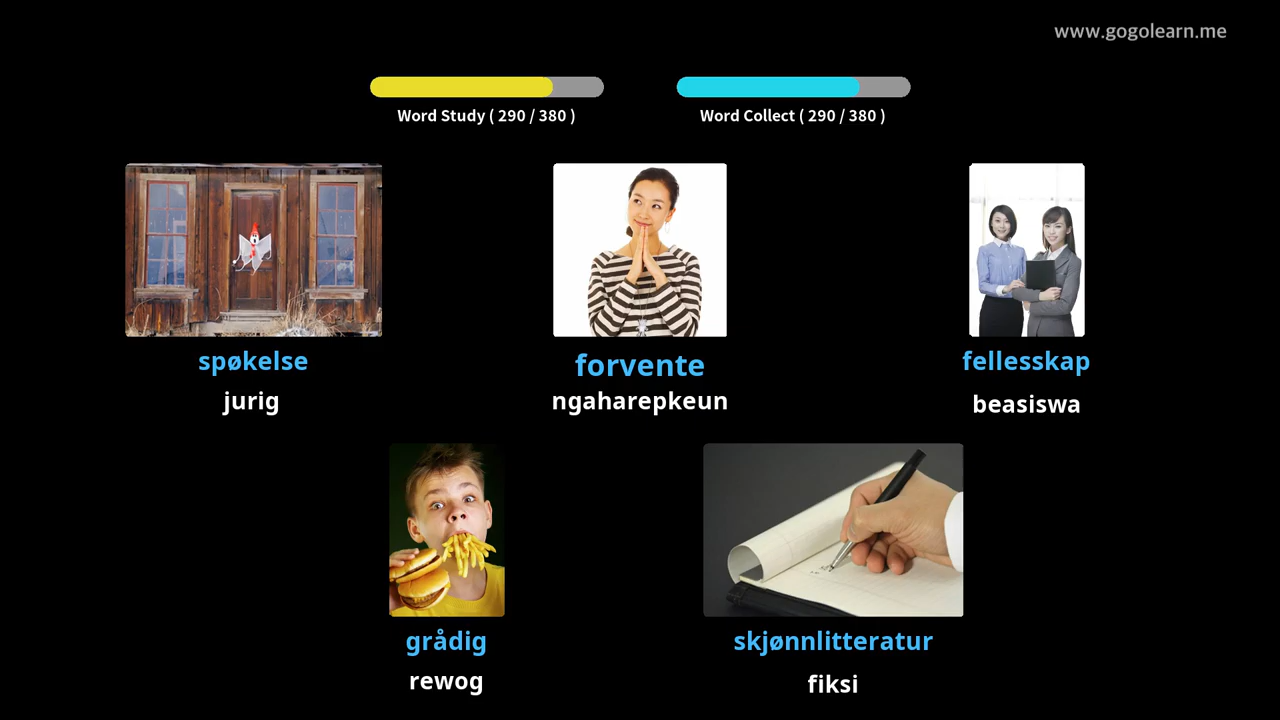 www.gogolearn.me
Word Study ( 290 / 380 )
Word Collect ( 290 / 380 )
spøkelse
jurig
forvente
ngaharepkeun
fellesskap
beasiswa
grådig
rewog
skjønnlitteratur
fiksi